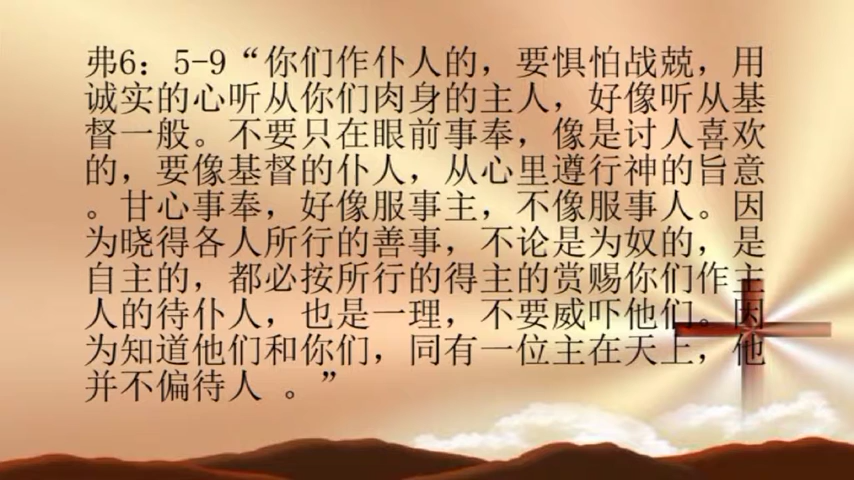 弗6：5-9“你们作仆人的，要惧怕战兢，用
诚实的心听从你们肉身的主人，好像听从基
督一般。不要只在眼前事奉，像是讨人喜欢
的，要像基督的仆人，从心里遵行神的旨意
。甘心事奉，好像服事主，不像服事人。因
为晓得各人所行的善事，不论是为奴的，是
自主的，都必按所行的得主的赏赐你们作主
人的待仆人，也是一理，不要威吓他们。因
为知道他们和你们，同有一位主在天上，他
并不偏待人 。”